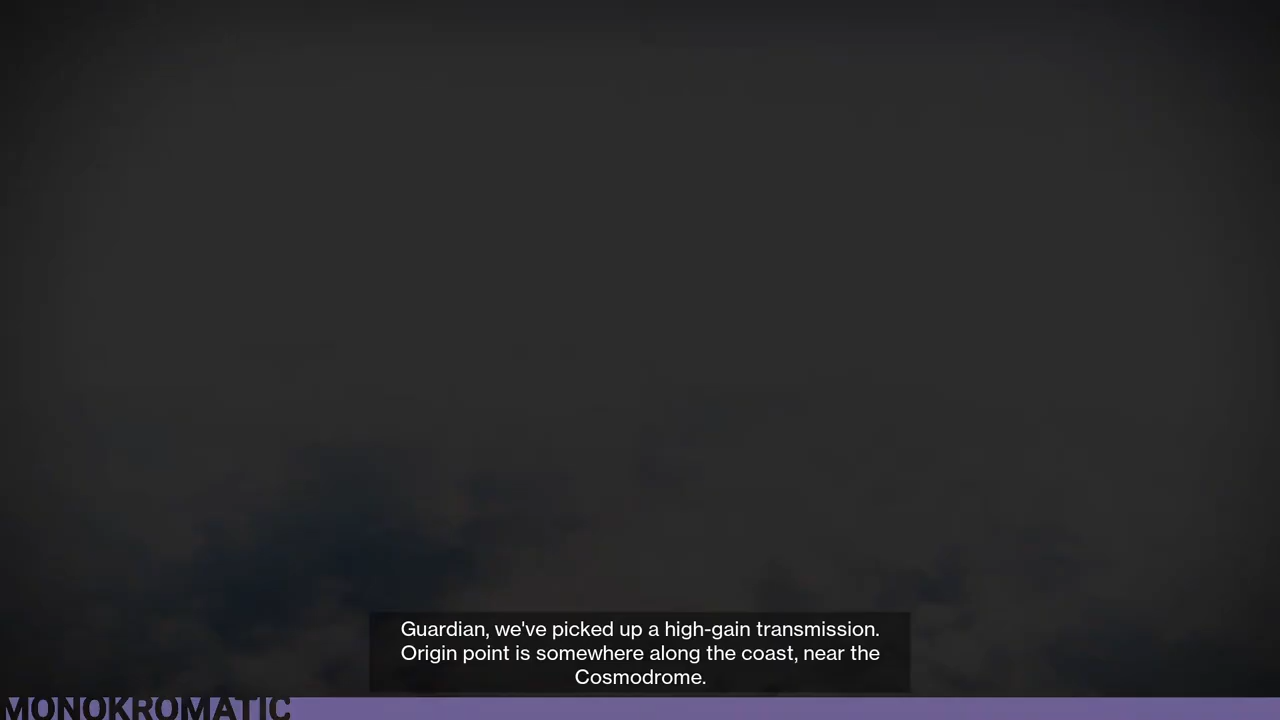 Guardian, we've picked up a high-gain transmission.
Origin point is somewhere along the coast, near the
Cosmodrome.
MONOKROMATIC